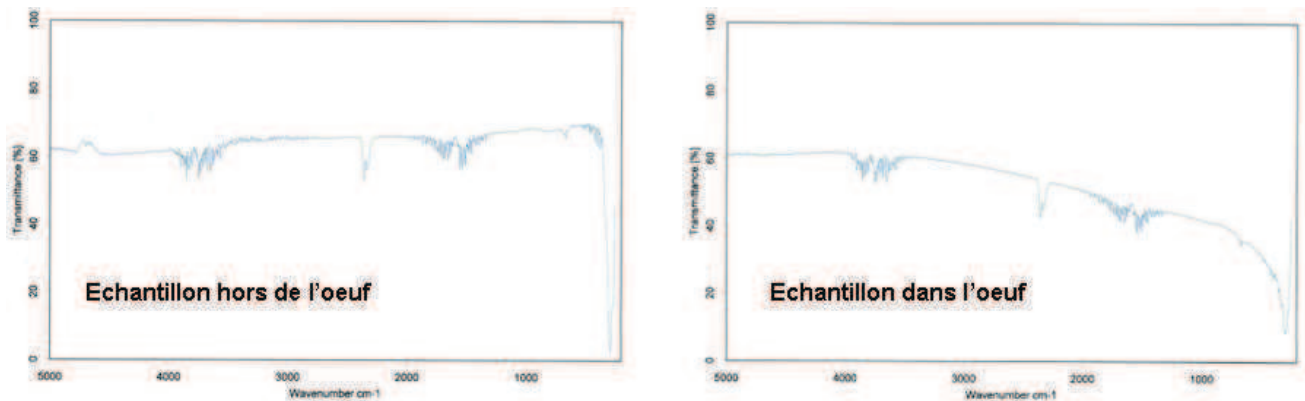 100
80
60
40
20
0
Transmittance [%]
Echantillon hors de l'oeuf
5000 4000 3000 2000 1000
Wavenumber cm-1
100
80
60
40
20
0
Transmittance [%]
Echantillon dans l'oeuf
5000 4000 3000 2000 1000
Wavenumber cm-1